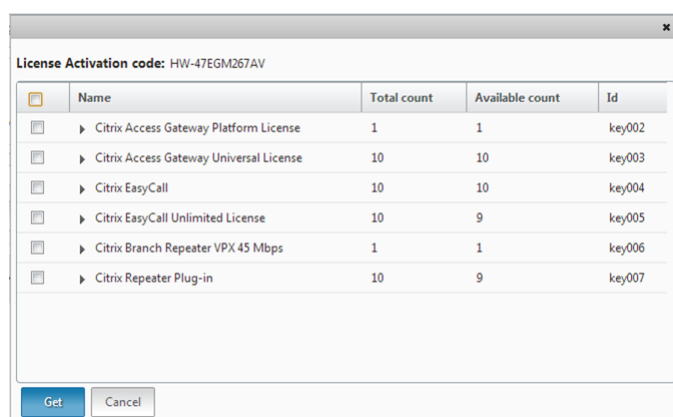 License Activation code: HW-47EGM267AV
Name Total count Available count Id
Citrix Access Gateway Platform License 1 1 key002
Citrix Access Gateway Universal License 10 10 key003
Citrix EasyCall 10 10 key004
Citrix EasyCall Unlimited License 10 9 key005
Citrix Branch Repeater VPX 45 Mbps 1 1 key006
Citrix Repeater Plug-in 10 9 key007
Get Cancel